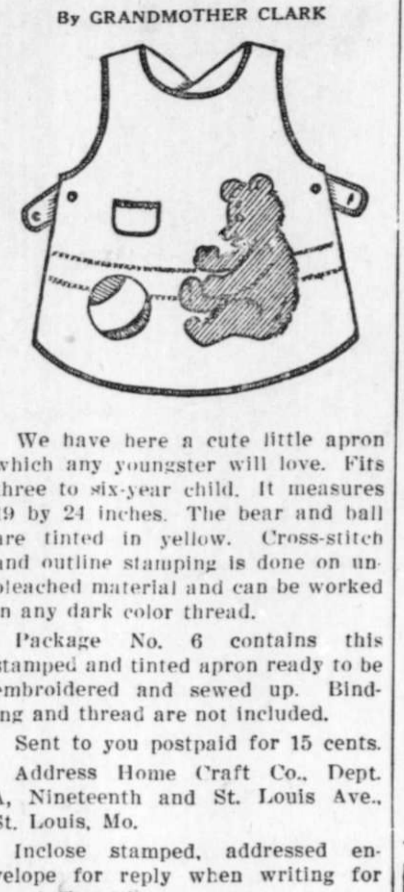 By GRANDMOTHER CLARK
We have here a cute little apron
which any youngster will love. Fits
three to six-year child. It measures
19 by 24 inches. The bear and ball
are tinted in yellow. Cross-stitch
and outline stamping is done on un-
bleached material and can be worked
in any dark color thread.
Package No. 6 contains this
stamped and tinted apron ready to be
embroidered and sewed up. Bind-
ing and thread are not included.
Sent to you postpaid for 15 cents.
Address Home Craft Co., Dept.
A, Nineteenth and St. Louis Ave.,
St. Louis, Mo.
Inclose stamped, addressed en-
velope for reply when writing for